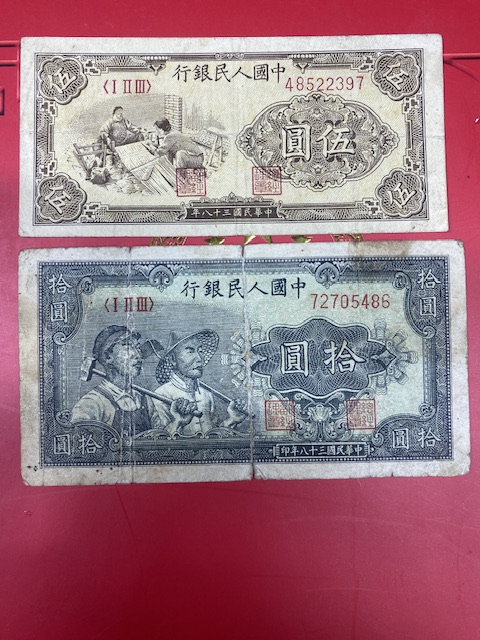 伍
伍
中國人民銀行
〈I II III〉
48522397
伍圓
伍
伍
中華民國三十八年
拾圓
拾圓
中國人民銀行
〈I II III〉
72705486
拾圓
拾圓
拾圓
中華民國三十八年印